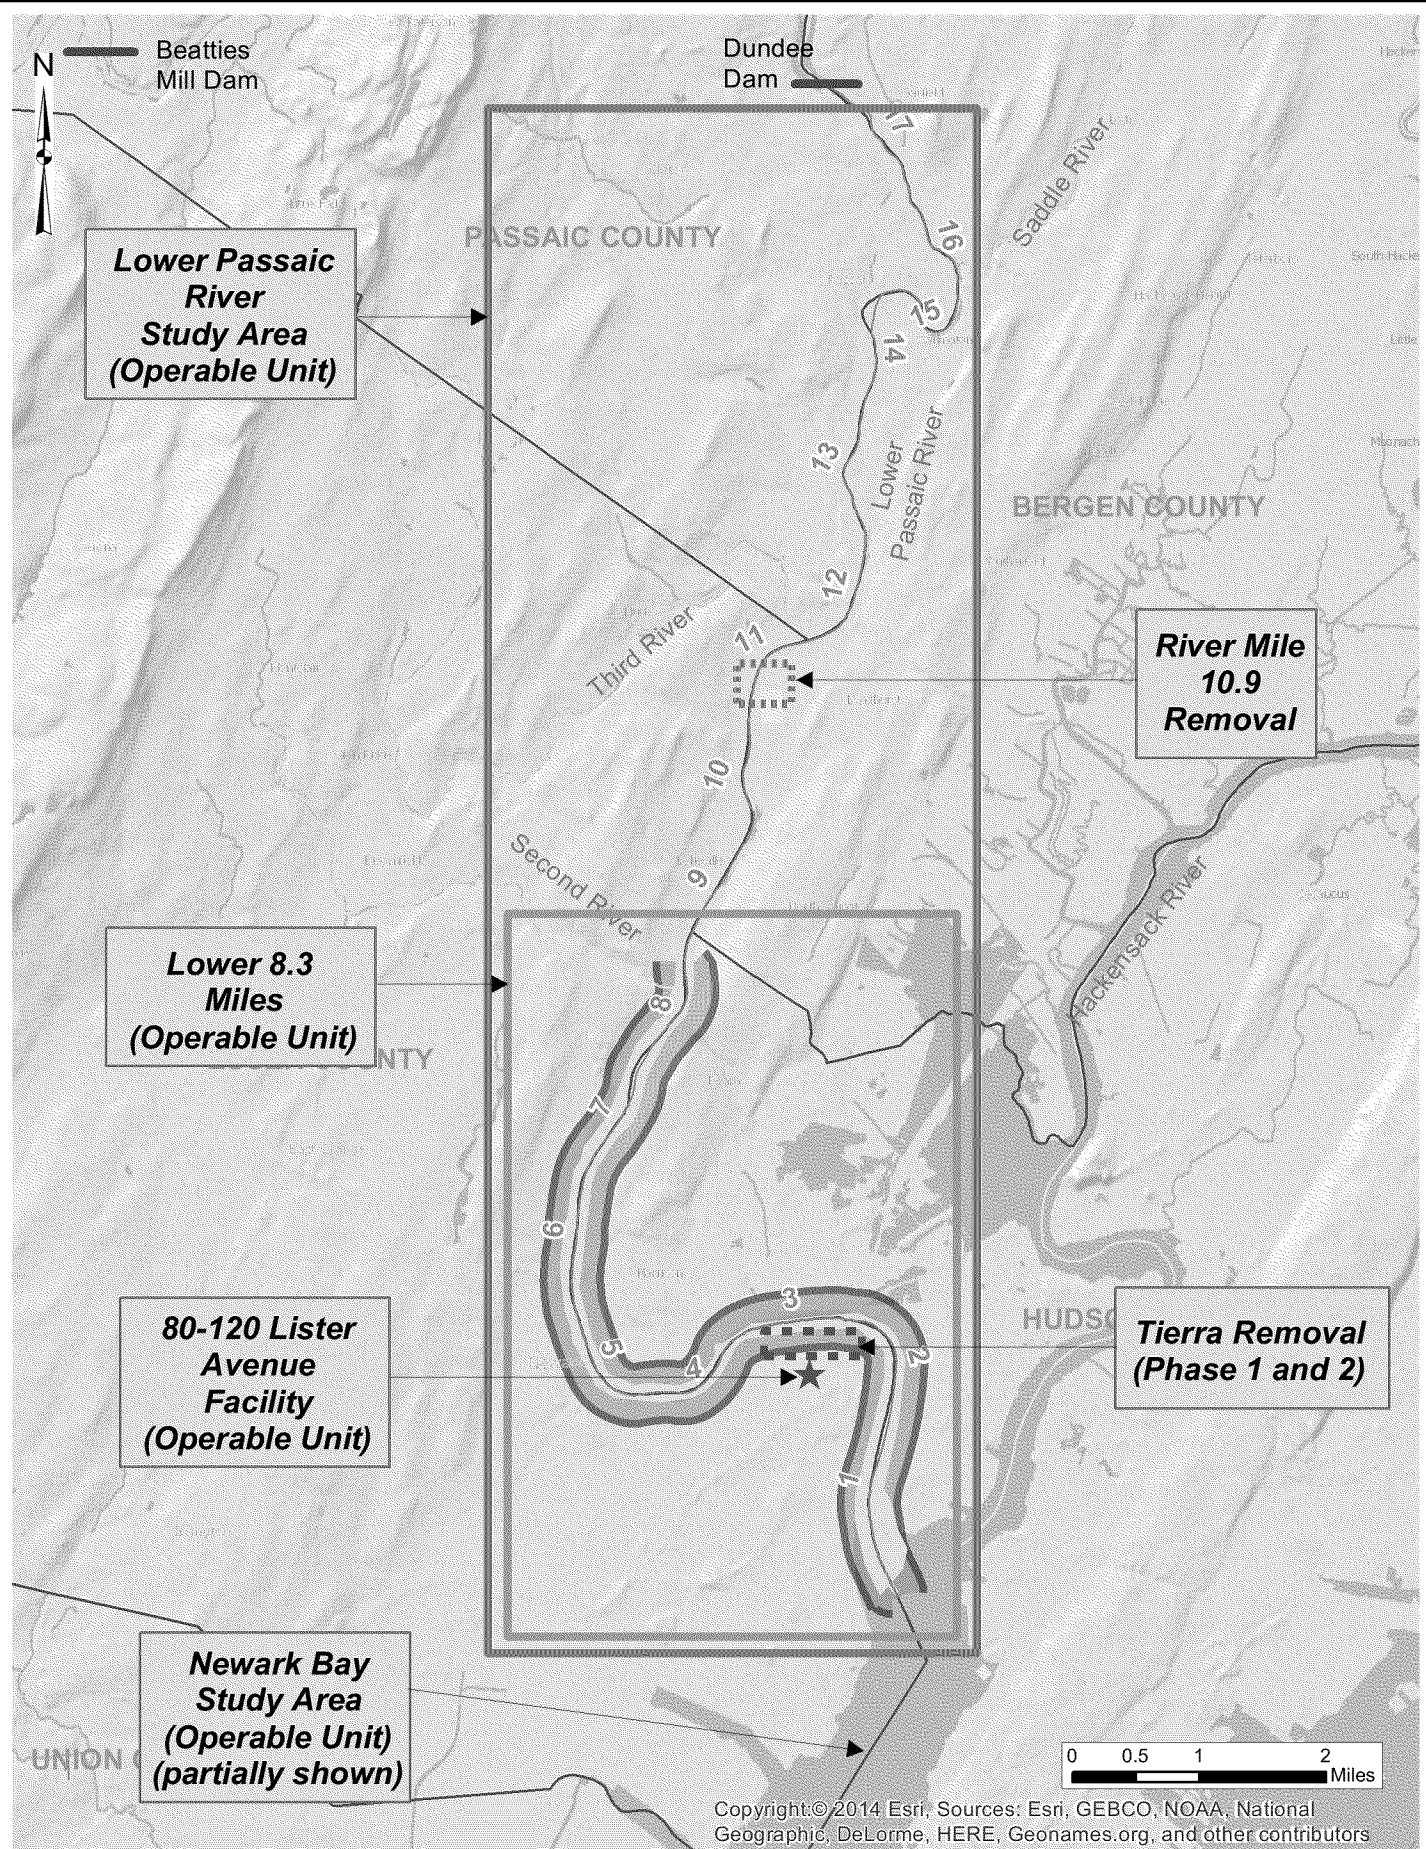 N
Beatties
Mill Dam
Dundee
Dam
17
Saddle River
16
PASSAIC COUNTY
Lower Passaic
River
Study Area
(Operable Unit)
15
14
13
Lower
Passaic River
BERGEN COUNTY
12
11
Third River
River Mile
10.9
Removal
10
9
Second River
Hackensack River
Lower 8.3
Miles
(Operable Unit)
8
7
6
3
HUDSO
80-120 Lister
Avenue
Facility
(Operable Unit)
Tierra Removal
(Phase 1 and 2)
5
4
2
1
Newark Bay
Study Area
(Operable Unit)
(partially shown)
UNION
0 0.5 1 2
Miles
Copyright:© 2014 Esri, Sources: Esri, GEBCO, NOAA, National
Geographic, DeLorme, HERE, Geonames.org, and other contributors